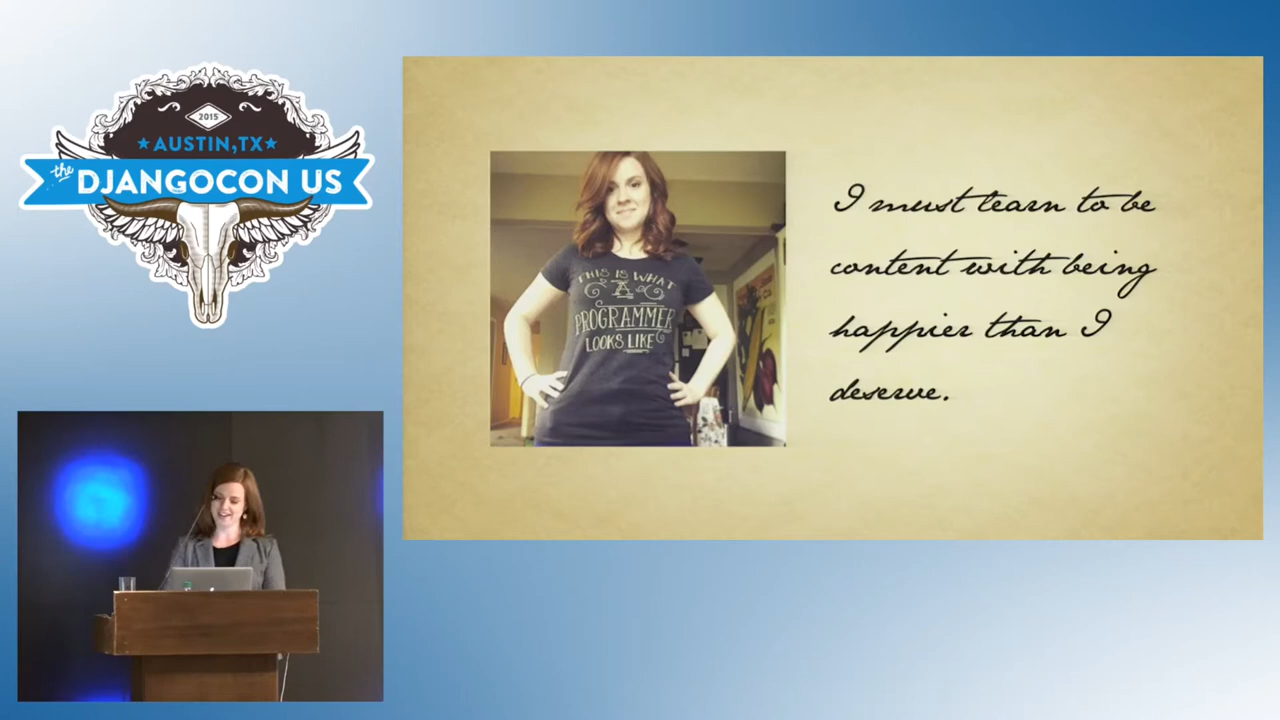 2015
AUSTIN,TX
the
DJANGOCON US
THIS IS WHAT
A
PROGRAMMER
LOOKS LIKE
I must learn to be
content with being
happier than I
deserve.